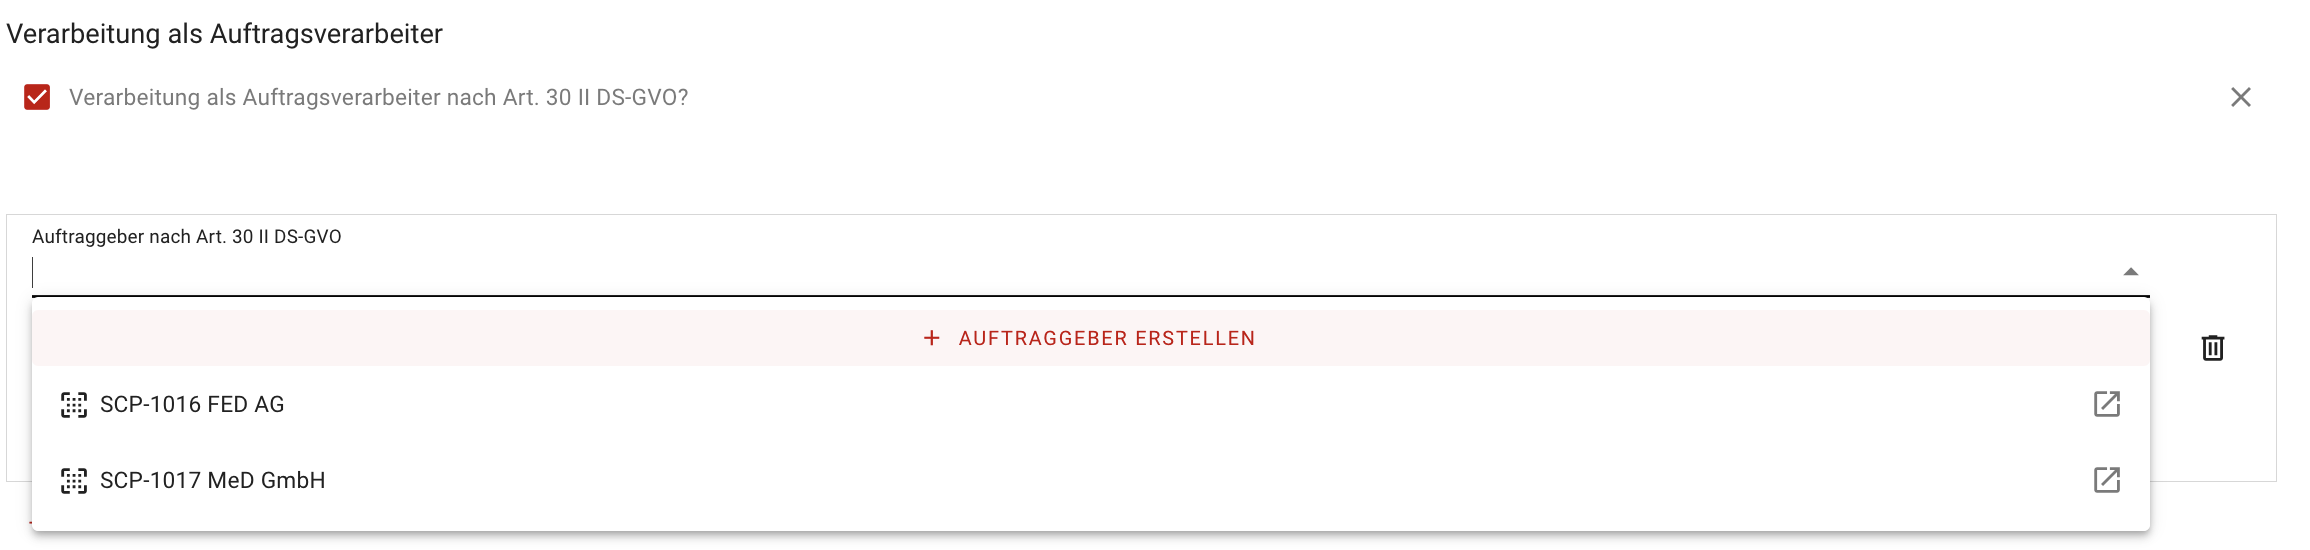 Verarbeitung als Auftragsverarbeiter
Verarbeitung als Auftragsverarbeiter nach Art. 30 II DS-GVO?
Auftraggeber nach Art. 30 II DS-GVO
+ AUFTRAGGEBER ERSTELLEN
SCP-1016 FED AG
SCP-1017 MeD GmbH